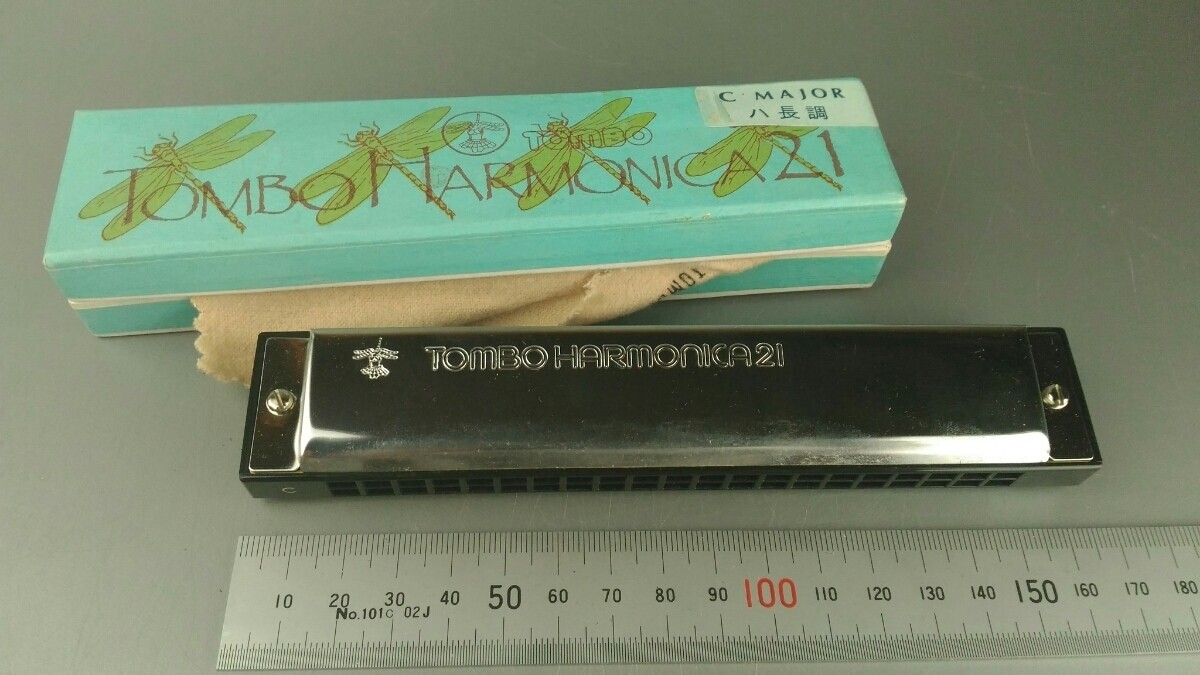 C MAJOR
ハ長調
TOMBO
TOMBO HARMONICA 21
TOMBO HARMONICA 21
C
10 20 30 40 50 60 70 80 90 100 110 120 130 140 150 160 170 180
No.101C 02J